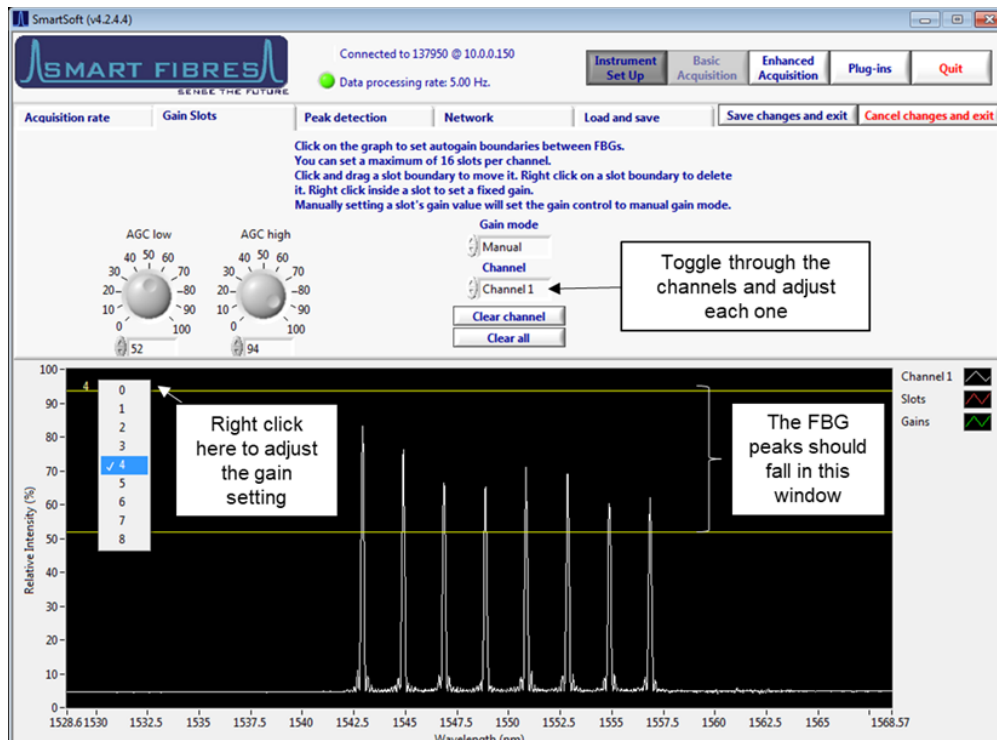 SmartSoft (v4.2.4.4)
SMART FIBRES
SENSE THE FUTURE
Connected to 137950 @ 10.0.0.150
Data processing rate: 5.00 Hz.
Instrument
Set Up
Basic
Acquisition
Enhanced
Acquisition
Plug-ins
Quit
Acquisition rate
Gain Slots
Peak detection
Network
Load and save
Save changes and exit
Cancel changes and exit
Click on the graph to set autogain boundaries between FBGs.
You can set a maximum of 16 slots per channel.
Click and drag a slot boundary to move it. Right click on a slot boundary to delete
it. Right click inside a slot to set a fixed gain.
Manually setting a slot's gain value will set the gain control to manual gain mode.
AGC low
0 10 20 30 40 50 60 70 80 90 100
52
AGC high
0 10 20 30 40 50 60 70 80 90 100
94
Gain mode
Manual
Channel
Channel 1
Clear channel
Clear all
Toggle through the
channels and adjust
each one
Relative Intensity (%)
100
90
80
70
60
50
40
30
20
10
0
4
0
1
2
3
✓ 4
5
6
7
8
Right click
here to adjust
the gain
setting
The FBG
peaks should
fall in this
window
Channel 1
Slots
Gains
1528.6 1530 1532.5 1535 1537.5 1540 1542.5 1545 1547.5 1550 1552.5 1555 1557.5 1560 1562.5 1565 1568.57
Wavelength (nm)